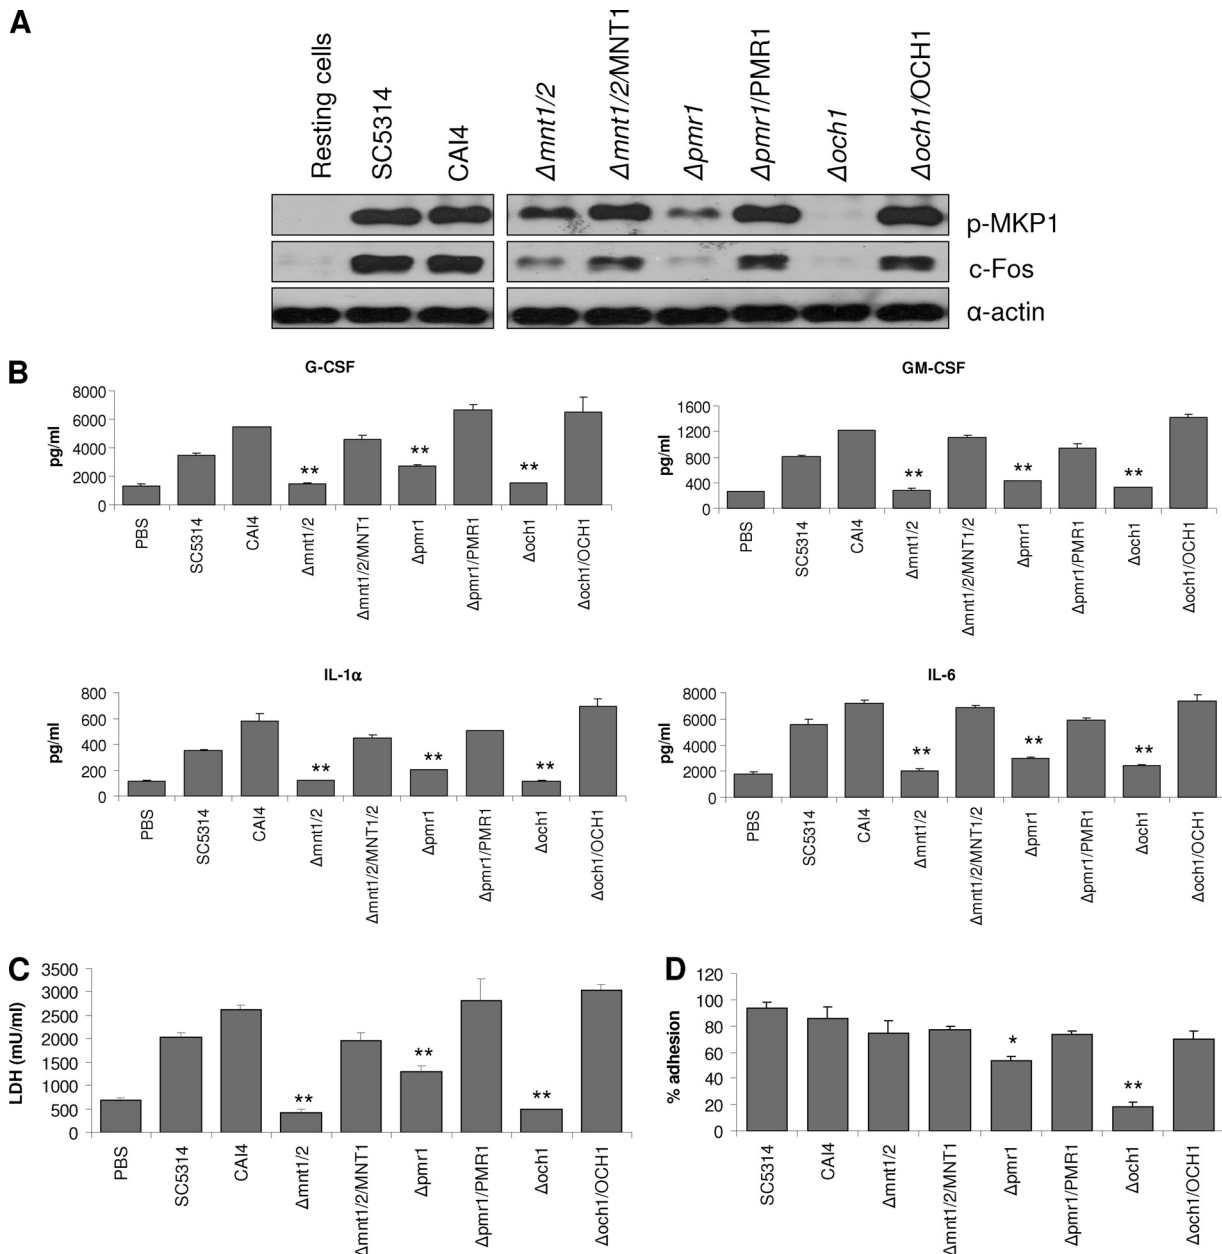 A
Resting cells
SC5314
CAI4
Δmnt1/2
Δmnt1/2/MNT1
Δpmr1
Δpmr1/PMR1
Δoch1
Δoch1/OCH1
p-MKP1
c-Fos
α-actin
B
G-CSF
pg/ml
8000
6000
4000
2000
0
** ** **
PBS
SC5314
CAI4
Δmnt1/2
Δmnt1/2/MNT1
Δpmr1
Δpmr1/PMR1
Δoch1
Δoch1/OCH1
GM-CSF
pg/ml
1600
1200
800
400
0
** ** **
PBS
SC5314
CAI4
Δmnt1/2
Δmnt1/2/MNT1/2
Δpmr1
Δpmr1/PMR1
Δoch1
Δoch1/OCH1
IL-1α
pg/ml
800
600
400
200
0
** ** **
PBS
SC5314
CAI4
Δmnt1/2
Δmnt1/2/MNT1/2
Δpmr1
Δpmr1/PMR1
Δoch1
Δoch1/OCH1
IL-6
pg/ml
8000
6000
4000
2000
0
** ** **
PBS
SC5314
CAI4
Δmnt1/2
Δmnt1/2/MNT1/2
Δpmr1
Δpmr1/PMR1
Δoch1
Δoch1/OCH1
C
LDH (mU/ml)
3500
3000
2500
2000
1500
1000
500
0
** ** **
PBS
SC5314
CAI4
Δmnt1/2
Δmnt1/2/MNT1
Δpmr1
Δpmr1/PMR1
Δoch1
Δoch1/OCH1
D
% adhesion
120
100
80
60
40
20
0
* **
SC5314
CAI4
Δmnt1/2
Δmnt1/2/MNT1
Δpmr1
Δpmr1/PMR1
Δoch1
Δoch1/OCH1